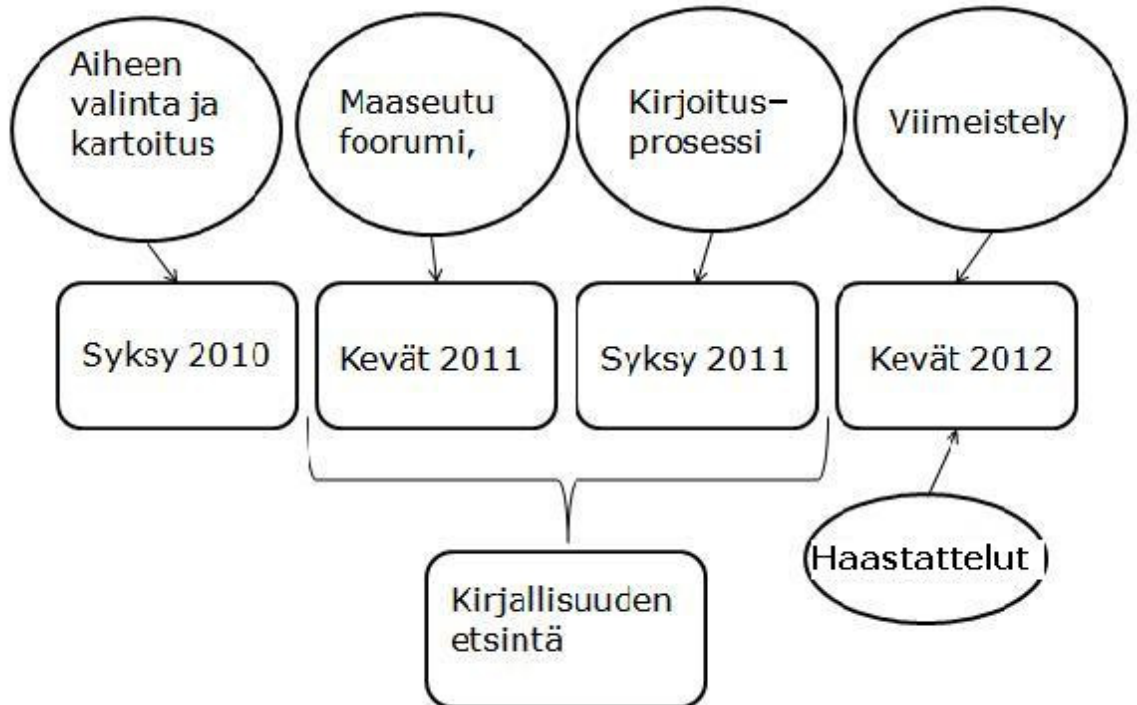 Aiheen
valinta ja
kartoitus
Maaseutu
foorumi,
Kirjoitus–
prosessi
Viimeistely
Syksy 2010
Kevät 2011
Syksy 2011
Kevät 2012
Haastattelut
Kirjallisuuden
etsintä